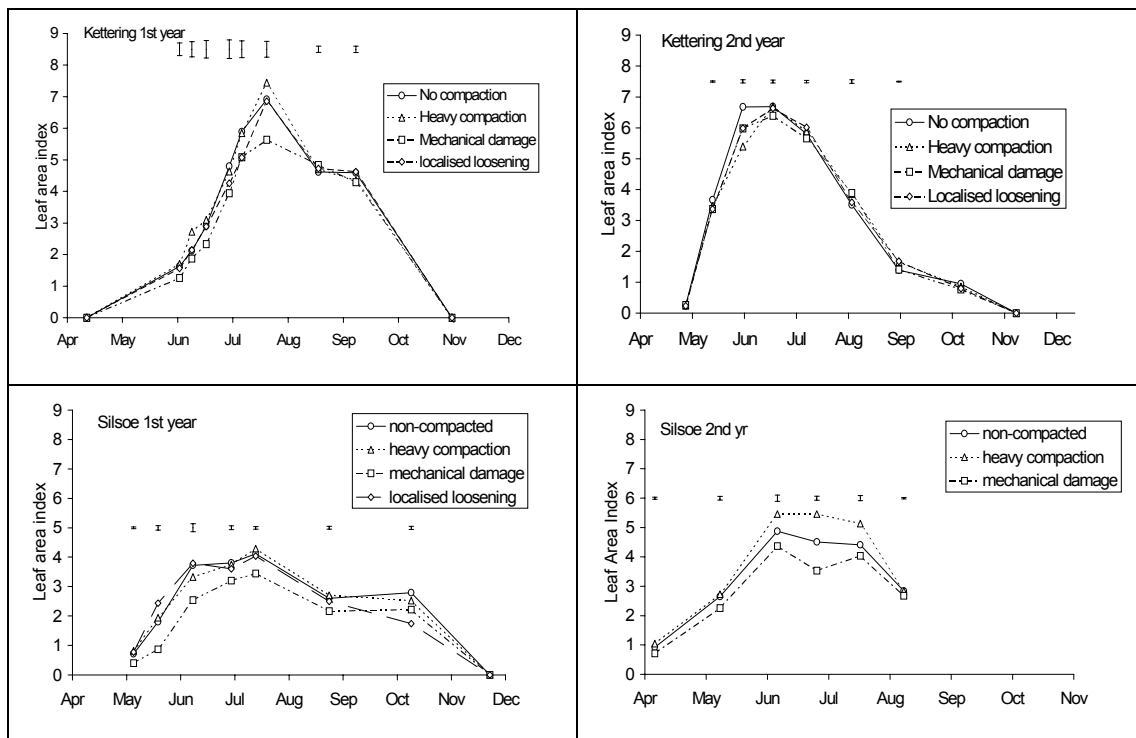 Kettering 1st year
Leaf area index
9
8
7
6
5
4
3
2
1
0
Apr May Jun Jul Aug Sep Oct Nov Dec
No compaction
Heavy compaction
Mechanical damage
localised loosening
Kettering 2nd year
Leaf area index
9
8
7
6
5
4
3
2
1
0
Apr May Jun Jul Aug Sep Oct Nov Dec
No compaction
Heavy compaction
Mechanical damage
Localised loosening
Silsoe 1st year
Leaf area index
9
8
7
6
5
4
3
2
1
0
Apr May Jun Jul Aug Sep Oct Nov Dec
non-compacted
heavy compaction
mechanical damage
localised loosening
Silsoe 2nd yr
Leaf Area Index
9
8
7
6
5
4
3
2
1
0
Apr May Jun Jul Aug Sep Oct Nov
non-compacted
heavy compaction
mechanical damage